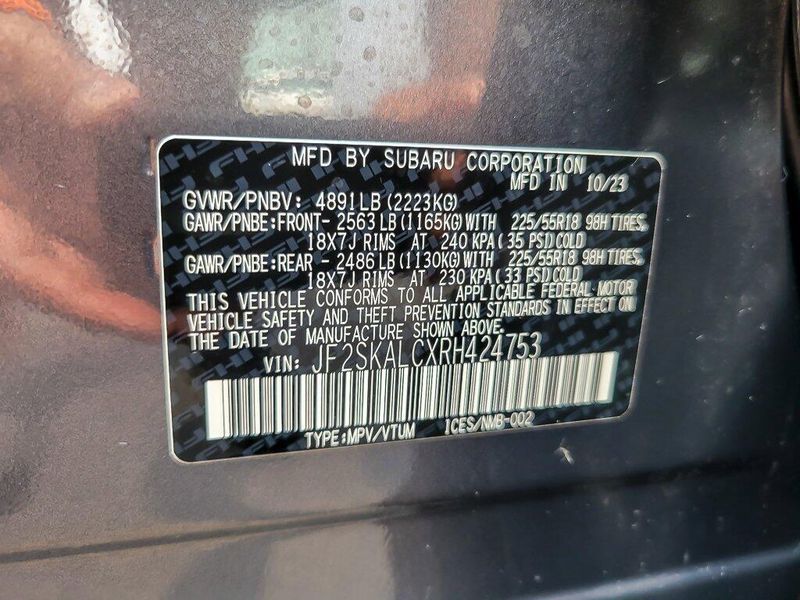 MFD BY SUBARU CORPORATION
MFD IN 10/23
GVWR/PNBV: 4891LB (2223KG)
GAWR/PNBE:FRONT- 2563LB (1165KG) WITH 225/55R18 98H TIRES,
18X7J RIMS AT 240 KPA (35 PSI) COLD
GAWR/PNBE:REAR - 2486LB (1130KG) WITH 225/55R18 98H TIRES,
18X7J RIMS AT 230 KPA (33 PSI) COLD
THIS VEHICLE CONFORMS TO ALL APPLICABLE FEDERAL MOTOR
VEHICLE SAFETY AND THEFT PREVENTION STANDARDS IN EFFECT ON
THE DATE OF MANUFACTURE SHOWN ABOVE.
VIN: JF2SKALCXRH424753
TYPE:MPV/VTUM ICES/NMB-002